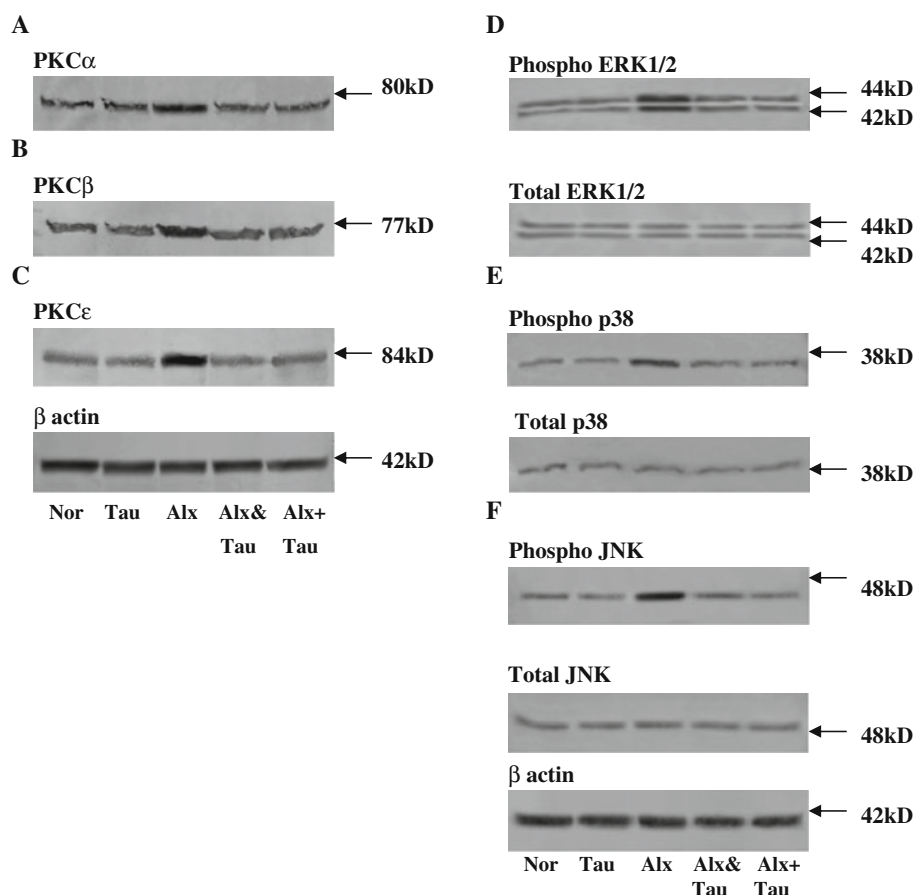 A
PKCα
80kD
B
PKCβ
77kD
C
PKCε
84kD
β actin
42kD
Nor Tau Alx Alx& Alx+
Tau Tau
D
Phospho ERK1/2
44kD
42kD
Total ERK1/2
44kD
42kD
E
Phospho p38
38kD
Total p38
38kD
F
Phospho JNK
48kD
Total JNK
48kD
β actin
42kD
Nor Tau Alx Alx& Alx+
Tau Tau